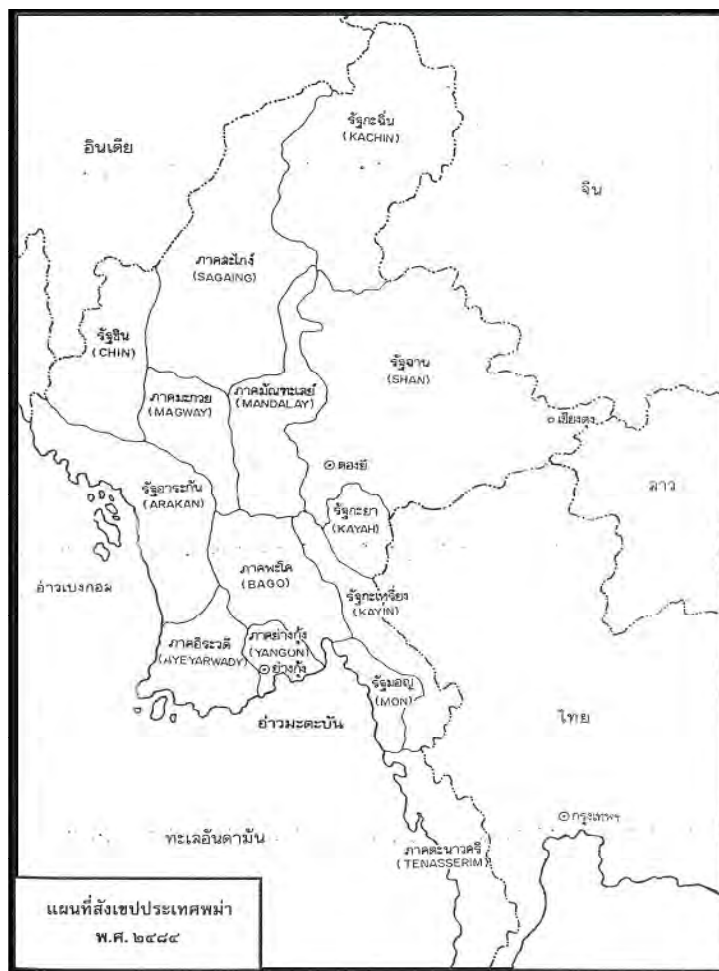 รัฐกะฉิ่น
(KACHIN)
อินเดีย
จีน
ภาคสะไกง์
(SAGAING)
รัฐชิน
(CHIN)
รัฐฉาน
(SHAN)
ภาคมะกวย
(MAGWAY)
ภาคมัณฑะเลย์
(MANDALAY)
เชียงตุง
ตองยี
ลาว
รัฐอาระกัน
(ARAKAN)
รัฐกะยา
(KAYAH)
ภาคพะโค
(BAGO)
อ่าวเบงกอม
รัฐกะเหรี่ยง
(KAYIN)
ภาคอิระวดี
(AYEYARWADY)
ภาคย่างกุ้ง
(YANGON)
ย่างกุ้ง
รัฐมอญ
(MON)
อ่าวมะตะบัน
ไทย
กรุงเทพฯ
ทะเลอันดามัน
ภาคตะนาวศรี
(TENASSERIM)
แผนที่สังเขปประเทศพม่า
พ.ศ. ๒๔๘๔